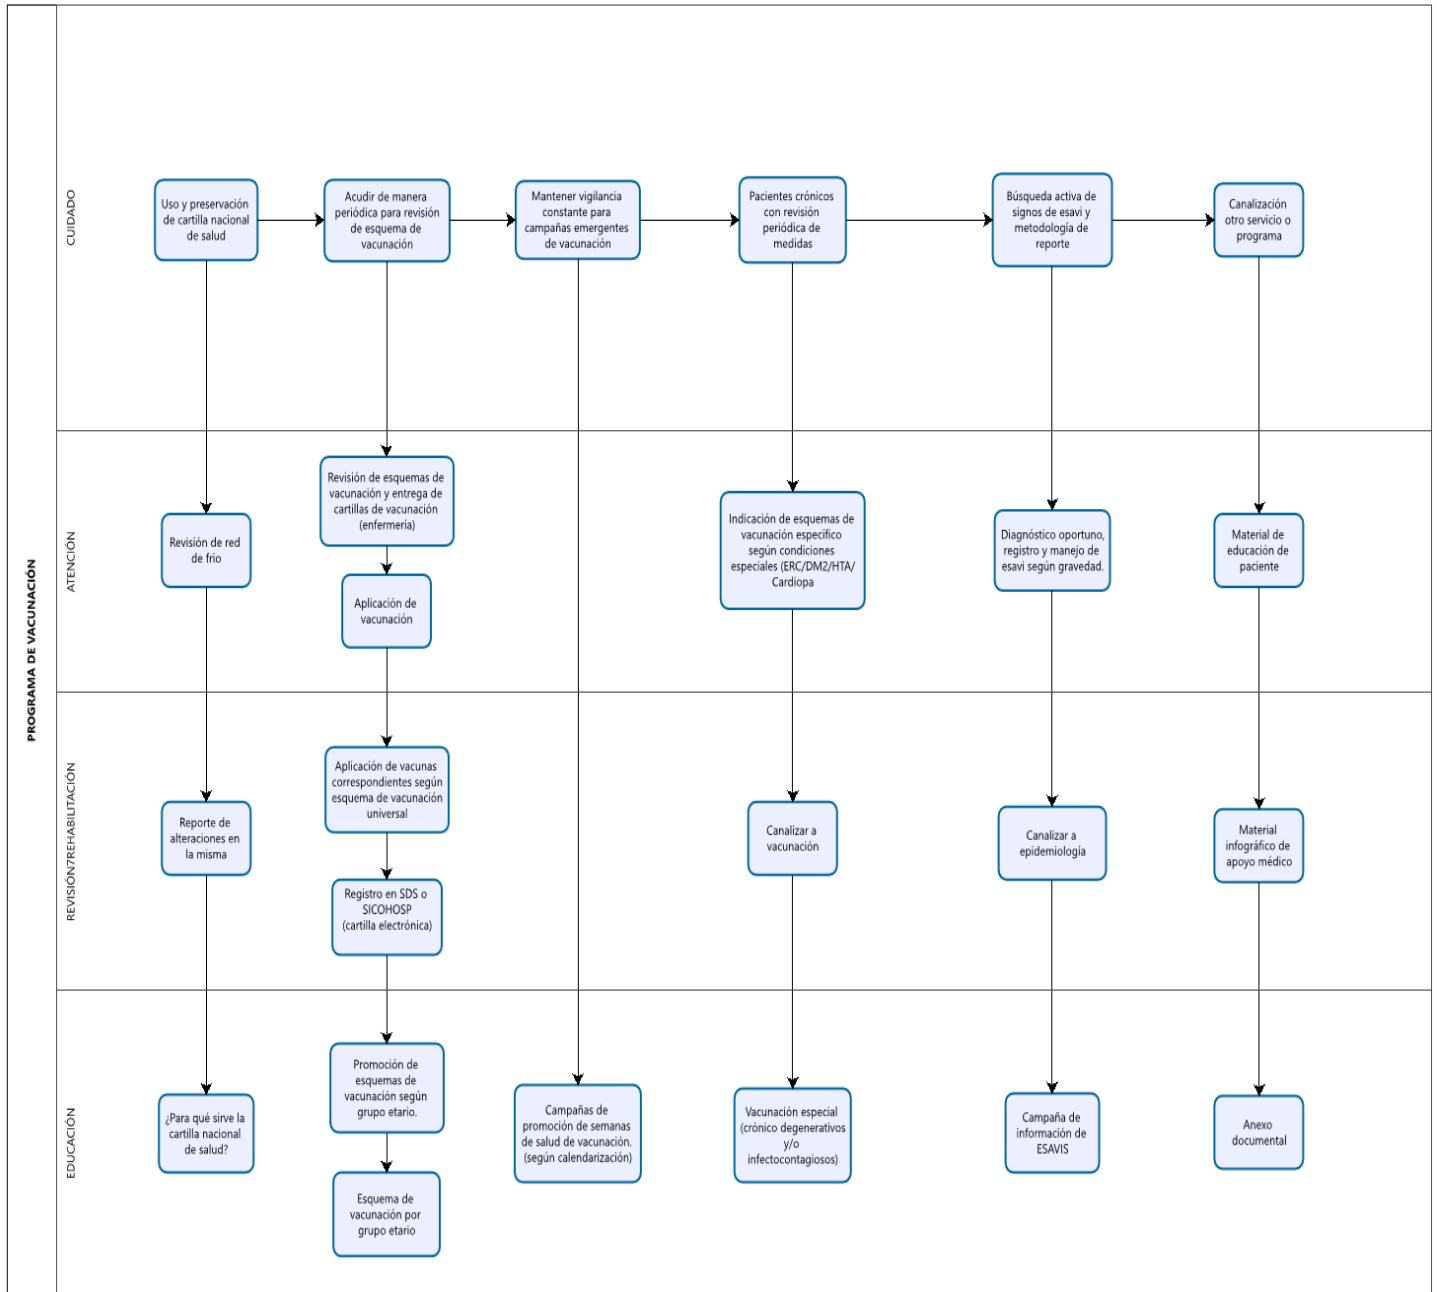 PROGRAMA DE VACUNACIÓN
CUIDADO
Uso y preservación
de cartilla nacional
de salud
Acudir de manera
periódica para revisión
de esquema de
vacunación
Mantener vigilancia
constante para
campañas emergentes
de vacunación
Pacientes crónicos
con revisión
periódica de
medidas
Búsqueda activa de
signos de esavi y
metodología de
reporte
Canalización
otro servicio o
programa
ATENCIÓN
Revisión de red
de frio
Revisión de esquemas de
vacunación y entrega de
cartillas de vacunación
(enfermería)
Aplicación de
vacunación
Indicación de esquemas de
vacunación especifico
según condiciones
especiales (ERC/DM2/HTA/
Cardiopa
Diagnóstico oportuno,
registro y manejo de
esavi según gravedad.
Material de
educación de
paciente
REVISIÓN7REHABILITACIÓN
Reporte de
alteraciones en
la misma
Aplicación de vacunas
correspondientes según
esquema de vacunación
universal
Registro en SDS o
SICOHOSP
(cartilla electrónica)
Canalizar a
vacunación
Canalizar a
epidemiología
Material
infográfico de
apoyo médico
EDUCACIÓN
¿Para qué sirve la
cartilla nacional
de salud?
Promoción de
esquemas de
vacunación según
grupo etario.
Esquema de
vacunación por
grupo etario
Campañas de
promoción de semanas
de salud de vacunación.
(según calendarización)
Vacunación especial
(crónico degenerativos
y/o
infectocontagiosos)
Campaña de
información de
ESAVIS
Anexo
documental